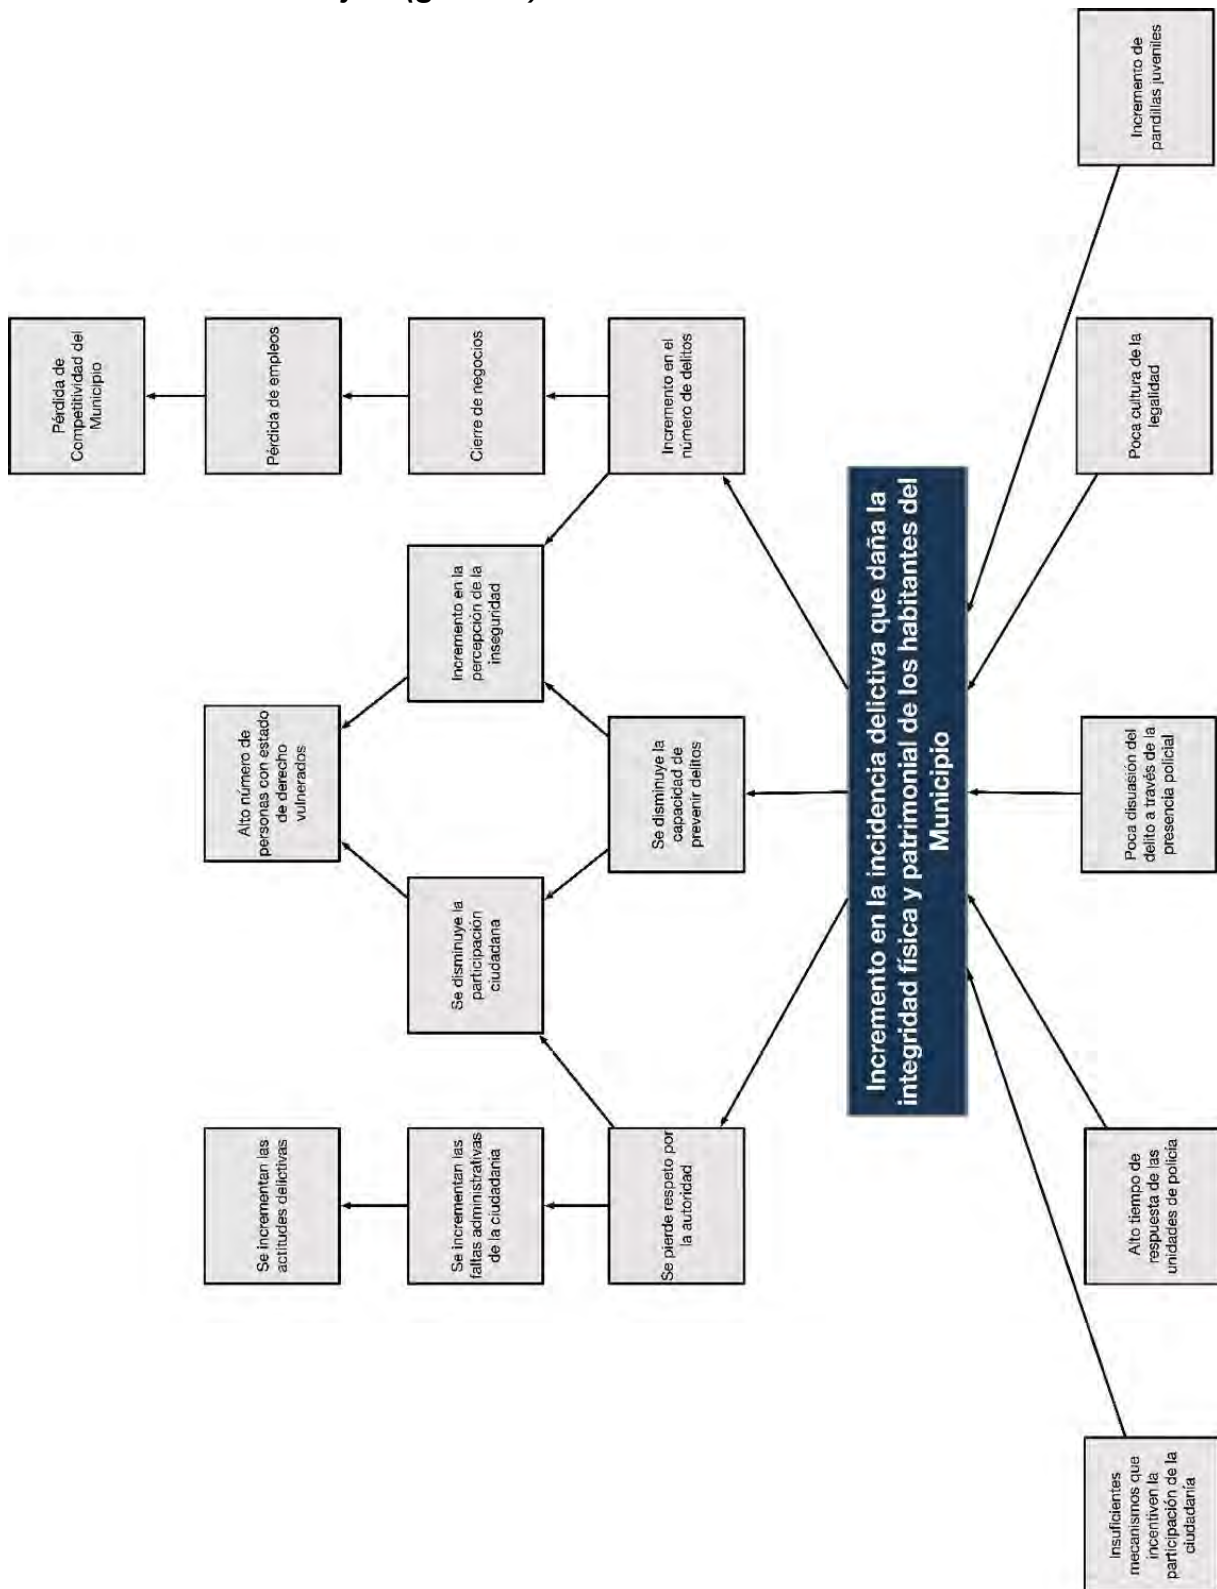 Pérdida de
Competitividad del
Municipio
Se incrementan las
actitudes delictivas
Alto número de
personas con estado
de derecho
vulnerados
Pérdida de empleos
Se incrementan las
faltas administrativas
de la ciudadanía
Se disminuye la
participación
ciudadana
Incremento en la
percepción de la
inseguridad
Cierre de negocios
Se pierde respeto por
la autoridad
Se disminuye la
capacidad de
prevenir delitos
Incremento en el
número de delitos
Incremento en la incidencia delictiva que daña la
integridad física y patrimonial de los habitantes del
Municipio
Insuficientes
mecanismos que
incentiven la
participación de la
ciudadanía
Alto tiempo de
respuesta de las
unidades de policía
Poca disuasión del
delito a través de la
presencia policial
Poca cultura de la
legalidad
Incremento de
pandillas juveniles